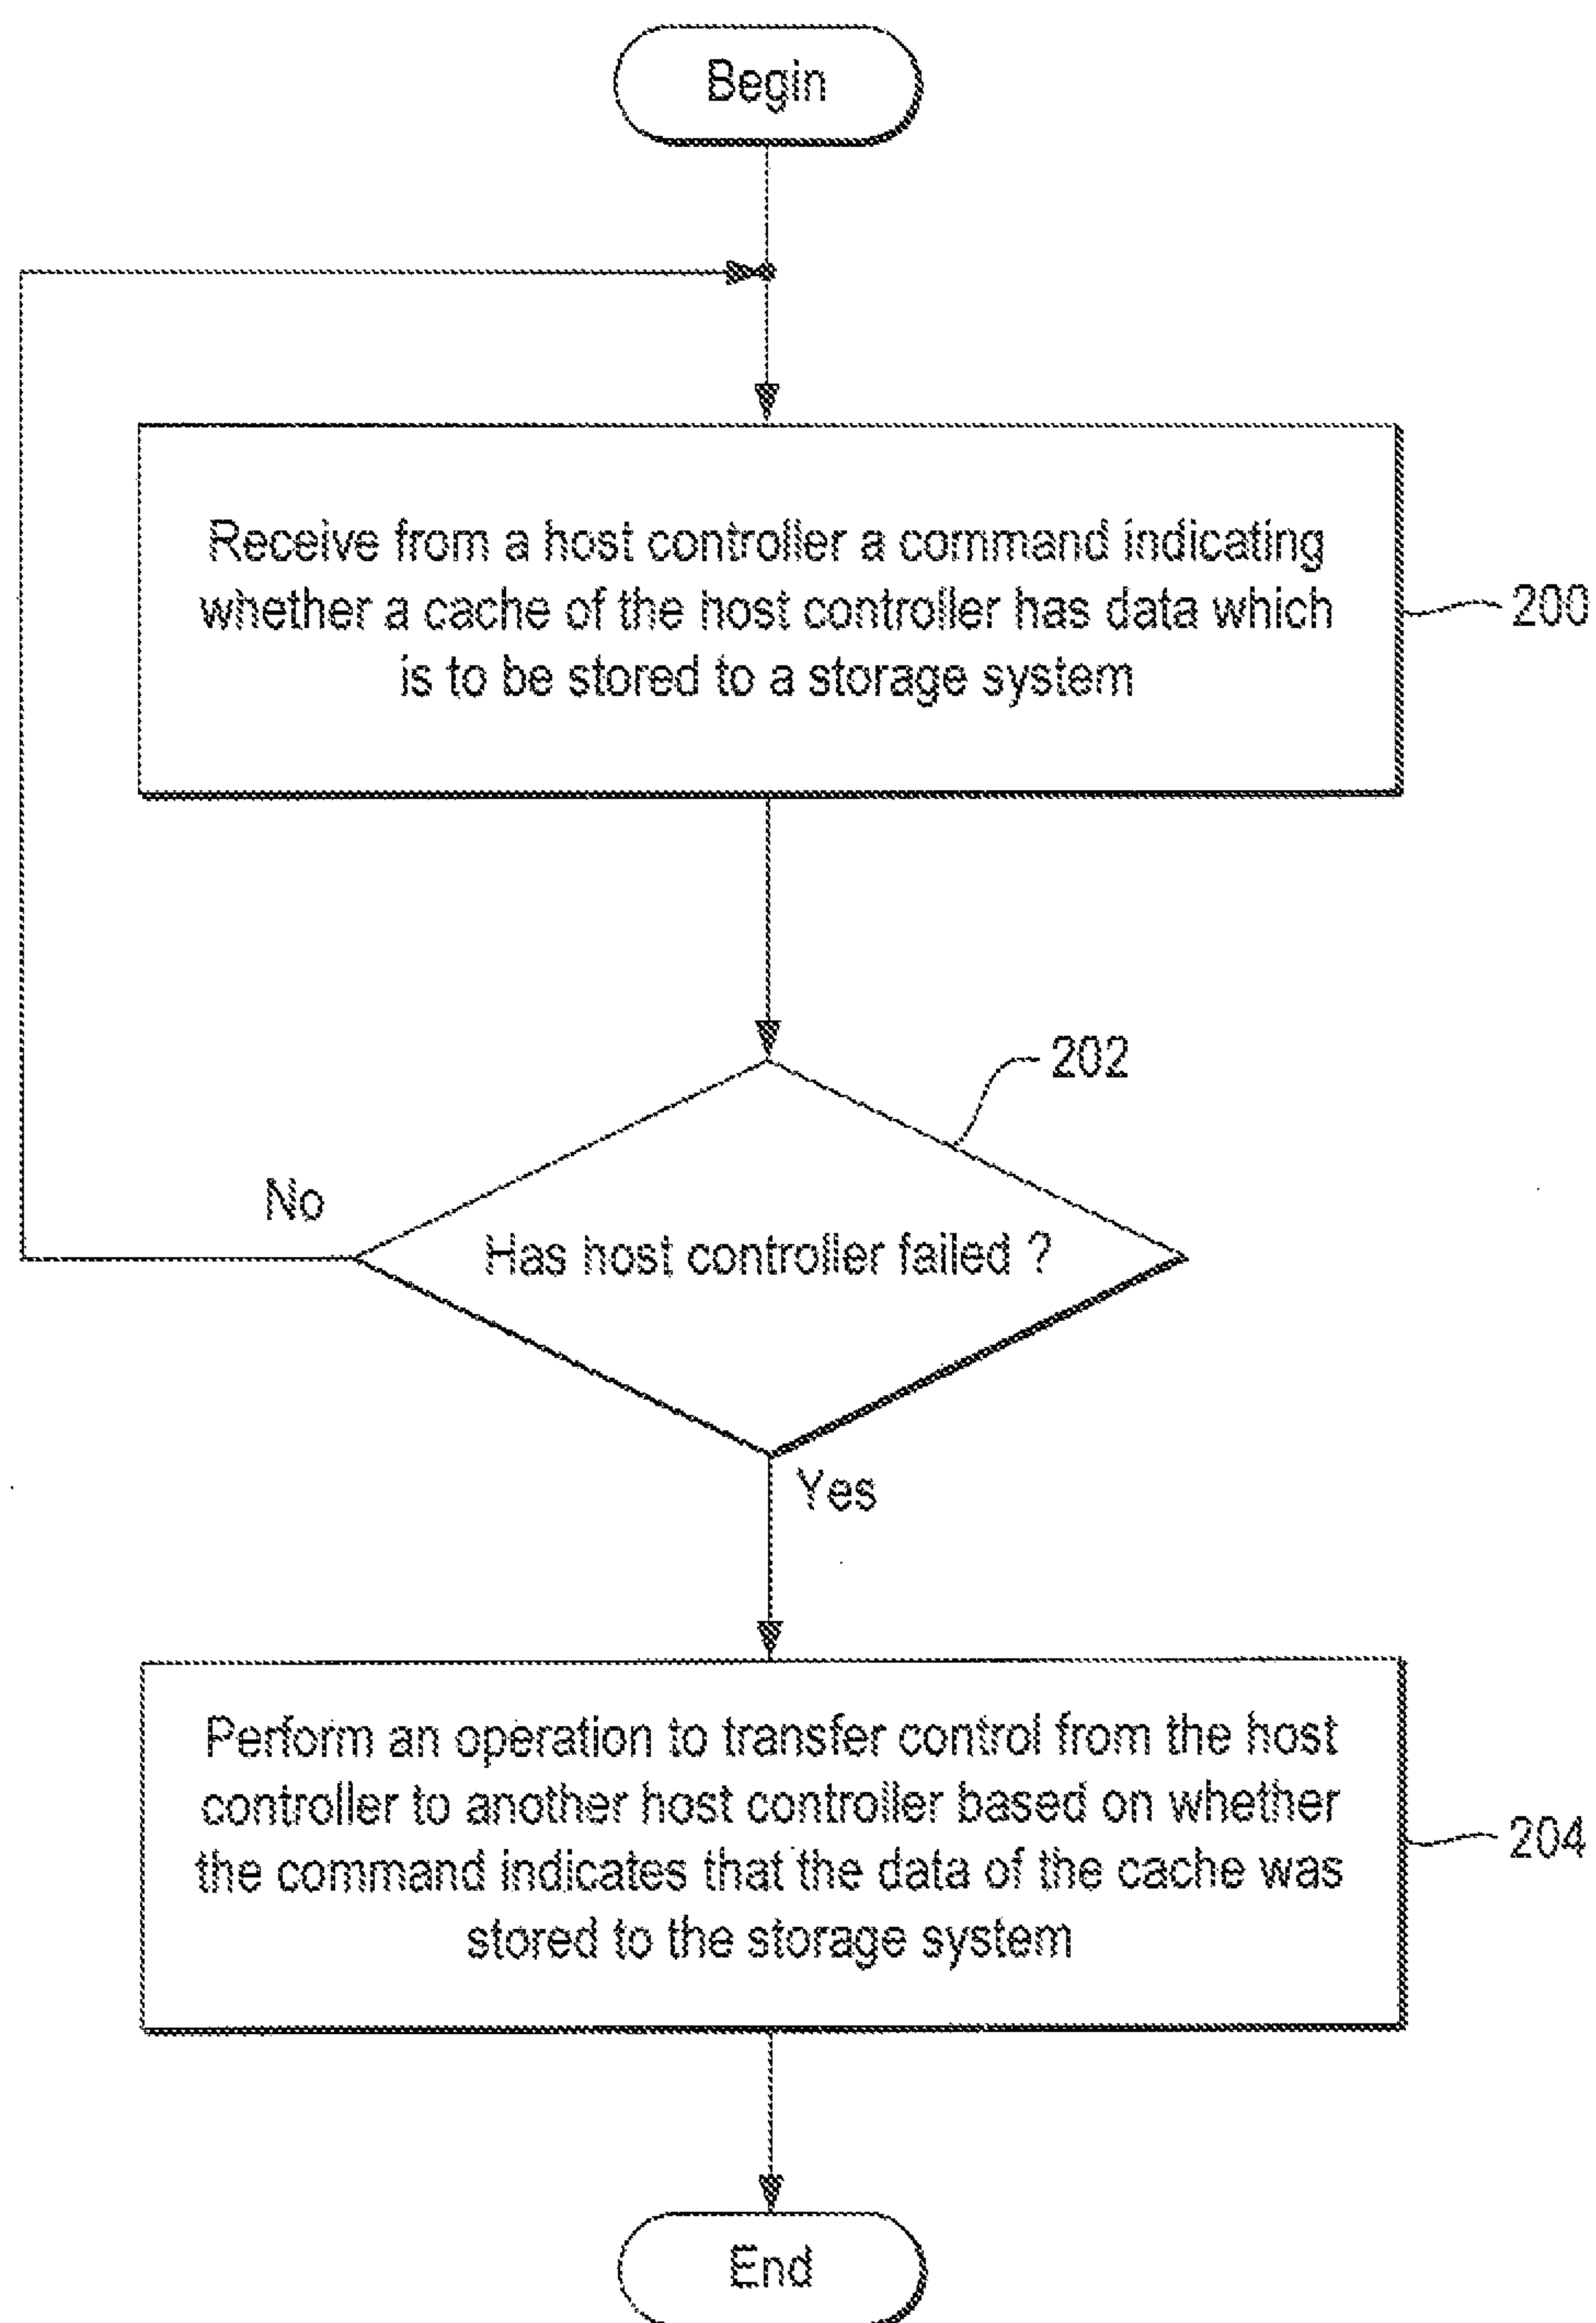 Begin
Receive from a host controller a command indicating
whether a cache of the host controller has data which
is to be stored to a storage system
200
202
No
Has host controller failed ?
Yes
Perform an operation to transfer control from the host
controller to another host controller based on whether
the command indicates that the data of the cache was
stored to the storage system
204
End